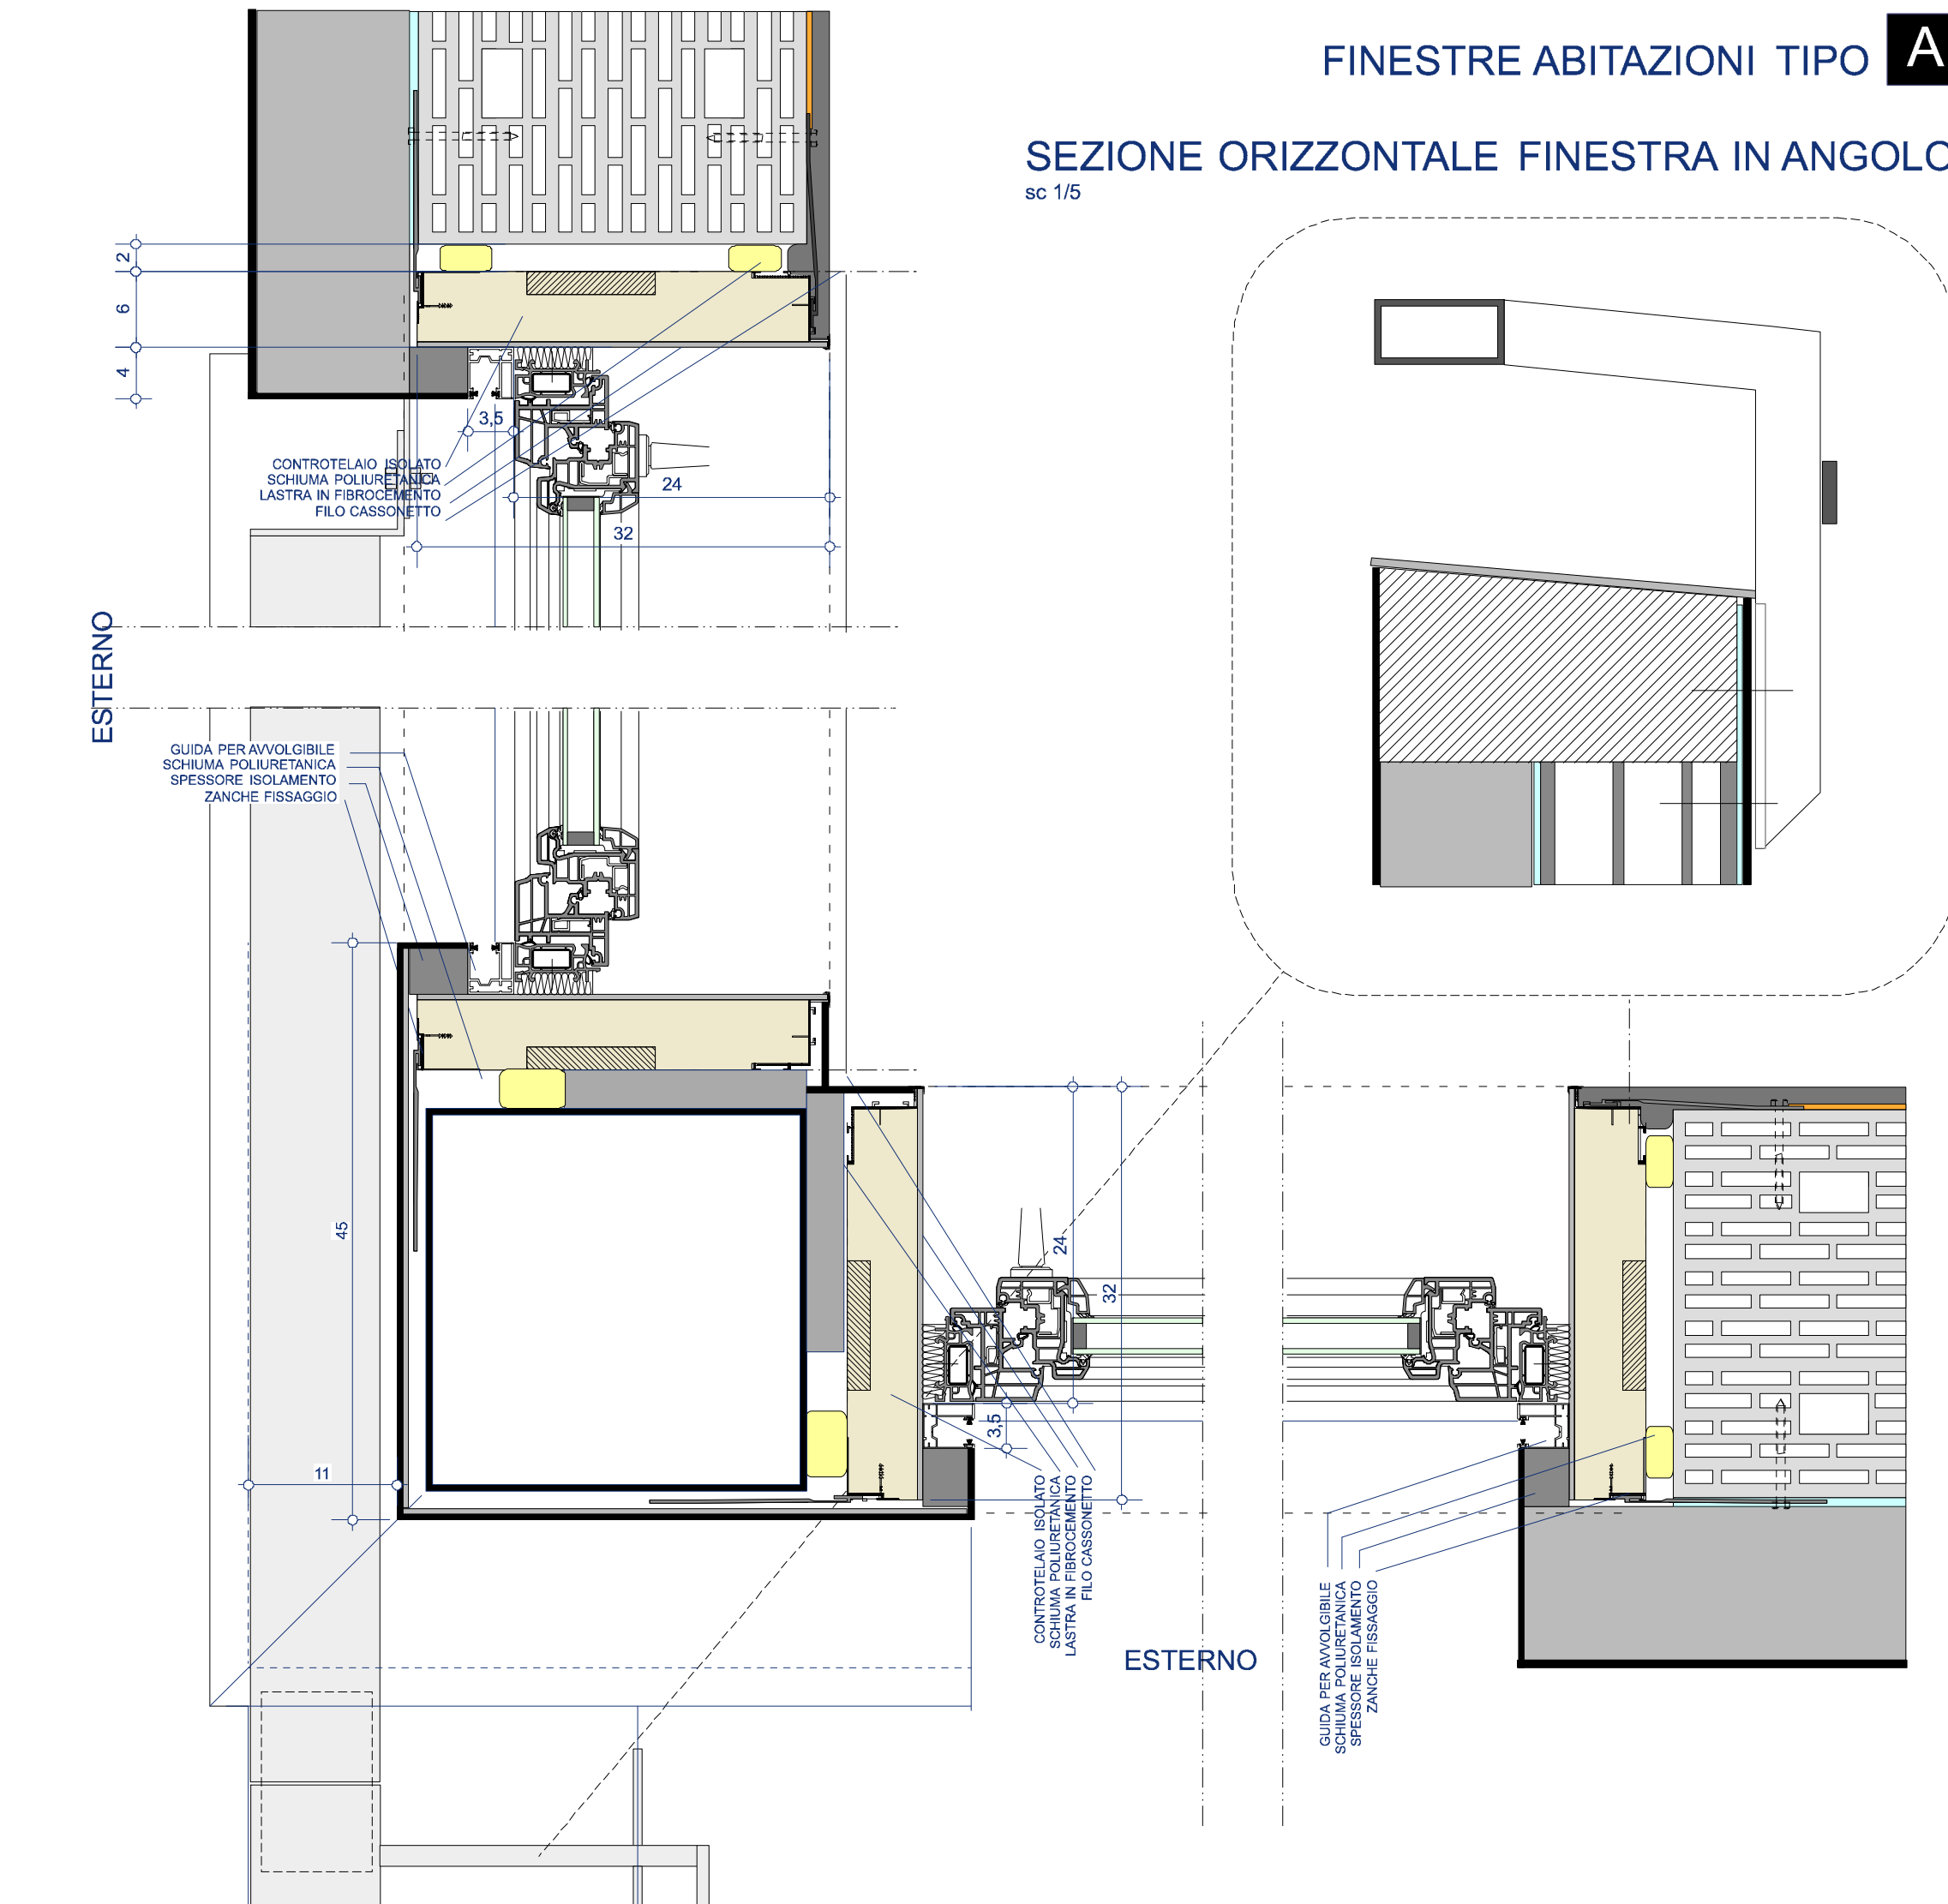 FINESTRE ABITAZIONI TIPO A
SEZIONE ORIZZONTALE FINESTRA IN ANGOLO
sc 1/5
2
6
4
3,5
CONTROTELAIO ISOLATO
SCHIUMA POLIURETANICA
LASTRA IN FIBROCEMENTO
FILO CASSONETTO
24
32
ESTERNO
GUIDA PER AVVOLGIBILE
SCHIUMA POLIURETANICA
SPESSORE ISOLAMENTO
ZANCHE FISSAGGIO
45
11
24
32
3,5
CONTROTELAIO ISOLATO
SCHIUMA POLIURETANICA
LASTRA IN FIBROCEMENTO
FILO CASSONETTO
ESTERNO
GUIDA PER AVVOLGIBILE
SCHIUMA POLIURETANICA
SPESSORE ISOLAMENTO
ZANCHE FISSAGGIO